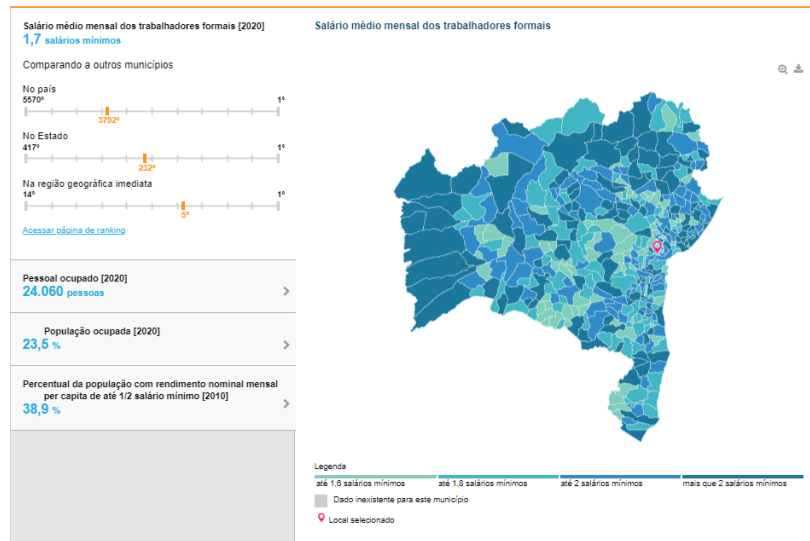 Salário médio mensal dos trabalhadores formais [2020]
1,7 salários mínimos
Comparando a outros municípios
No país
5570º 1º
3792º
No Estado
417º 1º
232º
Na região geográfica imediata
14º 1º
5º
Acessar página de ranking
Pessoal ocupado [2020]
24.060 pessoas
População ocupada [2020]
23,5 %
Percentual da população com rendimento nominal mensal
per capita de até 1/2 salário mínimo [2010]
38,9 %
Salário médio mensal dos trabalhadores formais
Legenda
até 1,6 salários mínimos até 1,8 salários mínimos até 2 salários mínimos mais que 2 salários mínimos
Dado inexistente para este município
Local selecionado